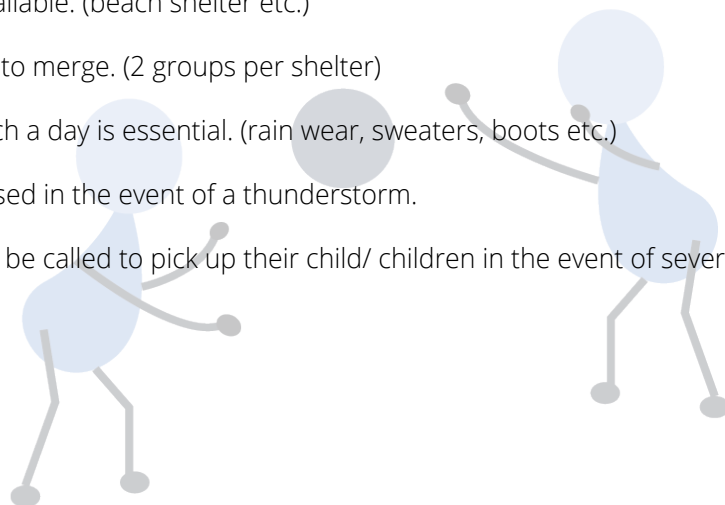 ailable. (beach shelter etc.)
to merge. (2 groups per shelter)
ch a day is essential. (rain wear, sweaters, boots etc.)
sed in the event of a thunderstorm.
be called to pick up their child/ children in the event of sever